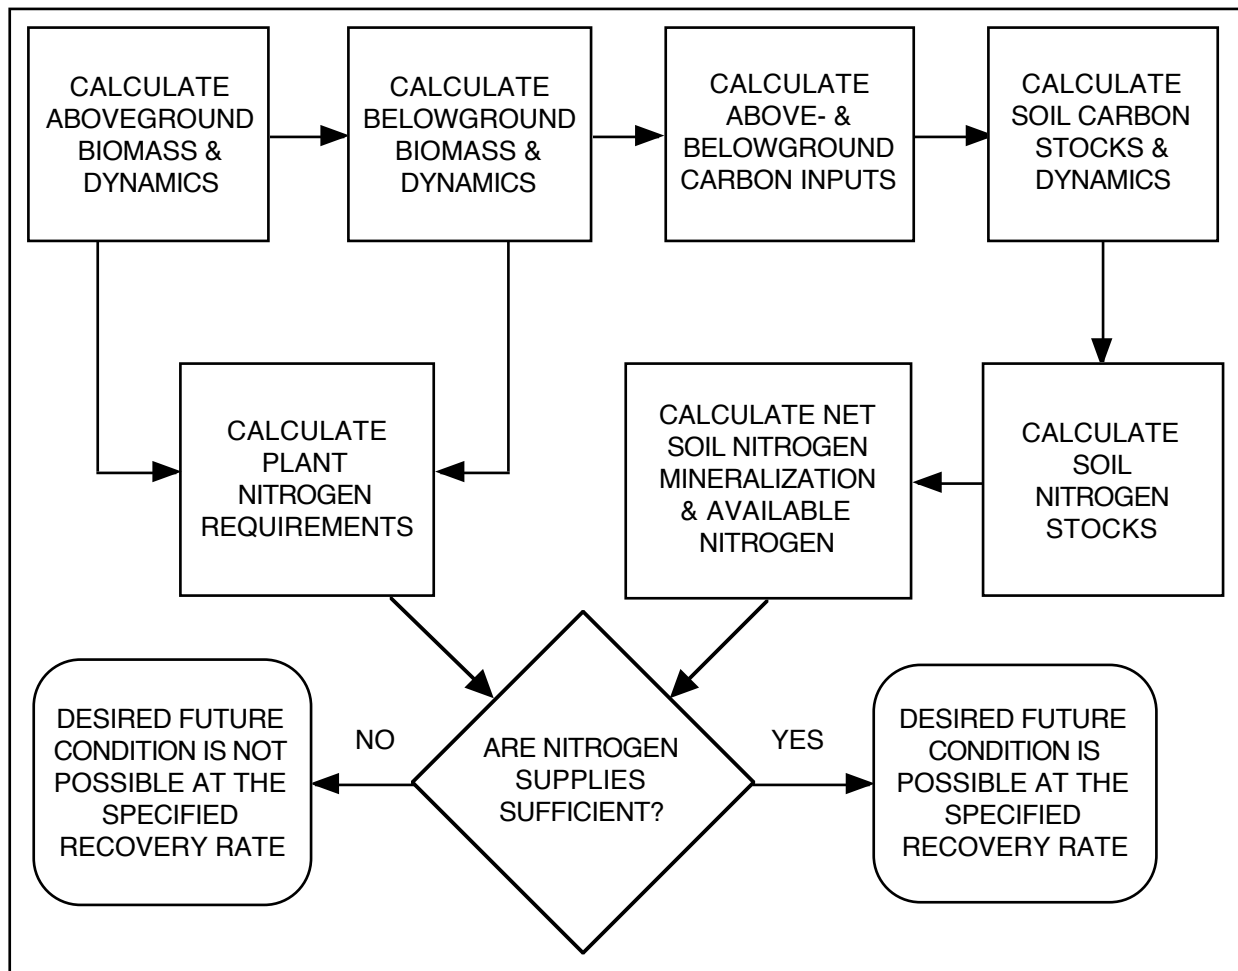 CALCULATE
ABOVEGROUND
BIOMASS &
DYNAMICS
CALCULATE
BELOWGROUND
BIOMASS &
DYNAMICS
CALCULATE
ABOVE- &
BELOWGROUND
CARBON INPUTS
CALCULATE
SOIL CARBON
STOCKS &
DYNAMICS
CALCULATE
PLANT
NITROGEN
REQUIREMENTS
CALCULATE NET
SOIL NITROGEN
MINERALIZATION
& AVAILABLE
NITROGEN
CALCULATE
SOIL
NITROGEN
STOCKS
DESIRED FUTURE
CONDITION IS NOT
POSSIBLE AT THE
SPECIFIED
RECOVERY RATE
NO
ARE NITROGEN
SUPPLIES
SUFFICIENT?
YES
DESIRED FUTURE
CONDITION IS
POSSIBLE AT THE
SPECIFIED
RECOVERY RATE